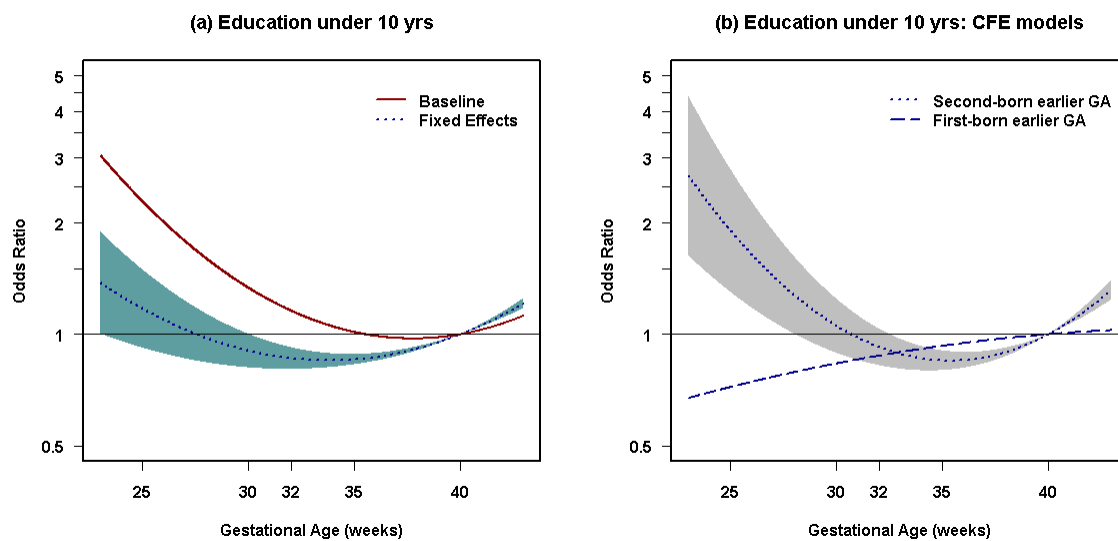 (a) Education under 10 yrs
Baseline
Fixed Effects
5
4
3
2
1
0.5
Odds Ratio
25 30 32 35 40
Gestational Age (weeks)
(b) Education under 10 yrs: CFE models
Second-born earlier GA
First-born earlier GA
5
4
3
2
1
0.5
Odds Ratio
25 30 32 35 40
Gestational Age (weeks)